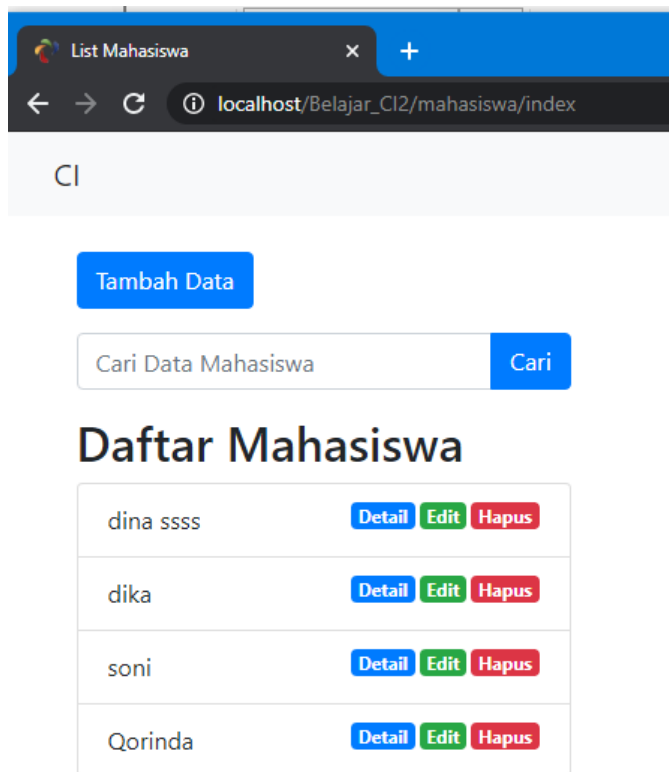 List Mahasiswa
localhost/Belajar_CI2/mahasiswa/index
CI
Tambah Data
Cari Data Mahasiswa Cari
Daftar Mahasiswa
dina ssss Detail Edit Hapus
dika Detail Edit Hapus
soni Detail Edit Hapus
Qorinda Detail Edit Hapus